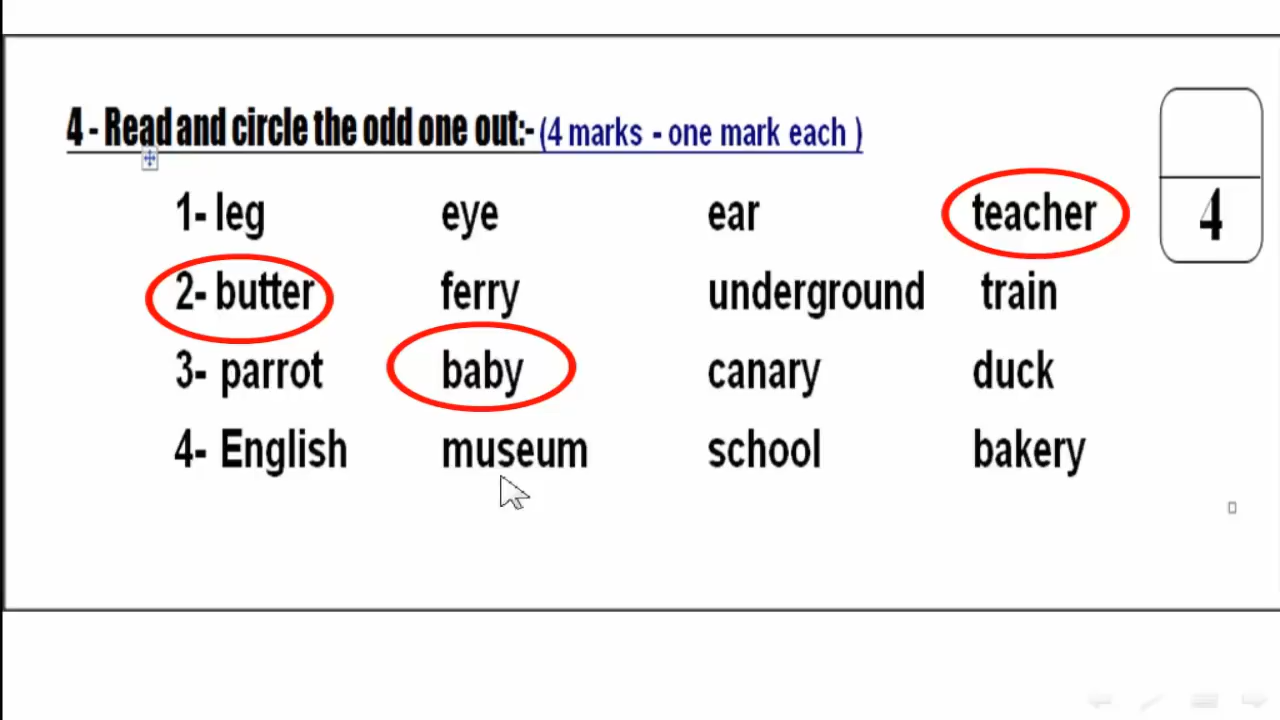 4 - Read and circle the odd one out:- (4 marks - one mark each )
1- leg eye ear teacher
4
2- butter ferry underground train
3- parrot baby canary duck
4- English museum school bakery